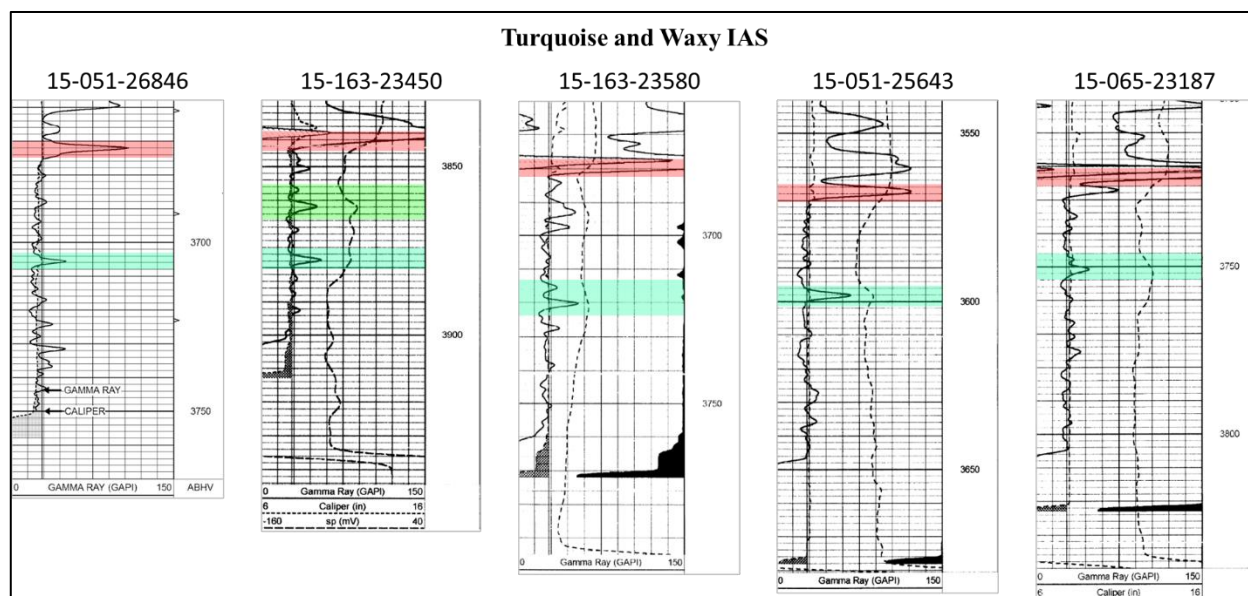 Turquoise and Waxy IAS
15-051-26846
15-163-23450
15-163-23580
15-051-25643
15-065-23187
3700
GAMMA RAY
CALIPER
3750
0 GAMMA RAY (GAPI) 150 ABHV
3850
3900
0 Gamma Ray (GAPI) 150
6 Caliper (in) 16
-160 sp (mV) 40
3700
3750
0 Gamma Ray (GAPI) 150
3550
3600
3650
0 Gamma Ray (GAPI) 150
3750
3800
0 Gamma Ray (GAPI) 150
6 Caliper (in) 16